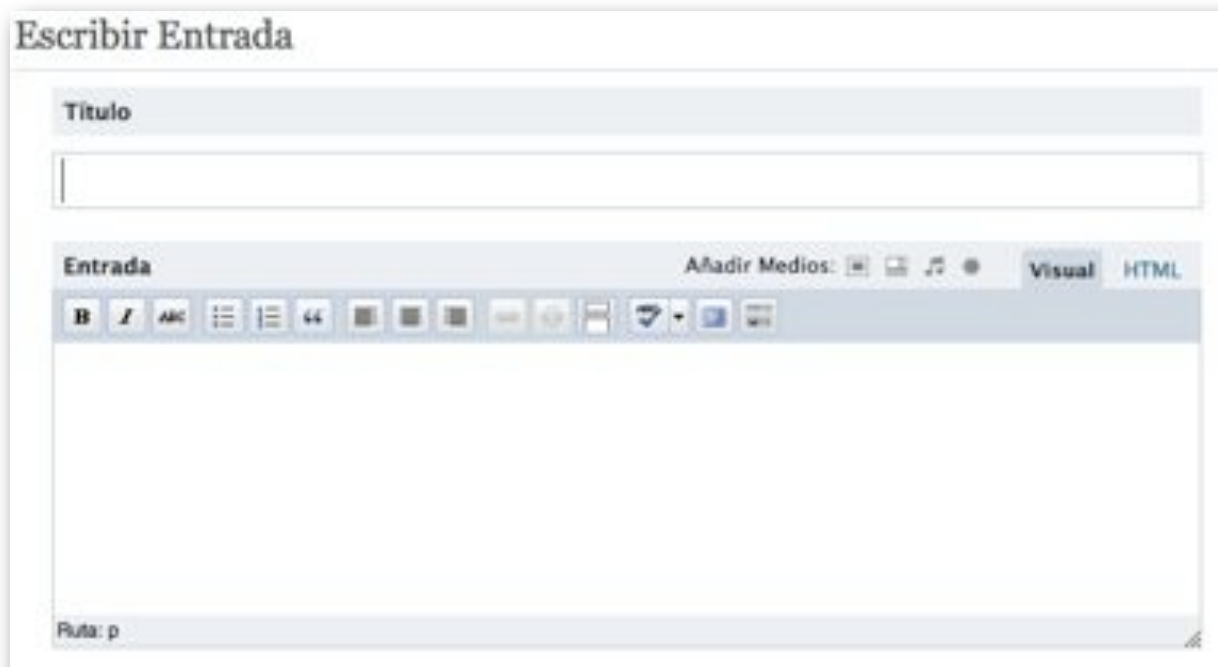 Escribir Entrada
Título
Entrada Añadir Medios: Visual HTML
B I ABC
Ruta: p